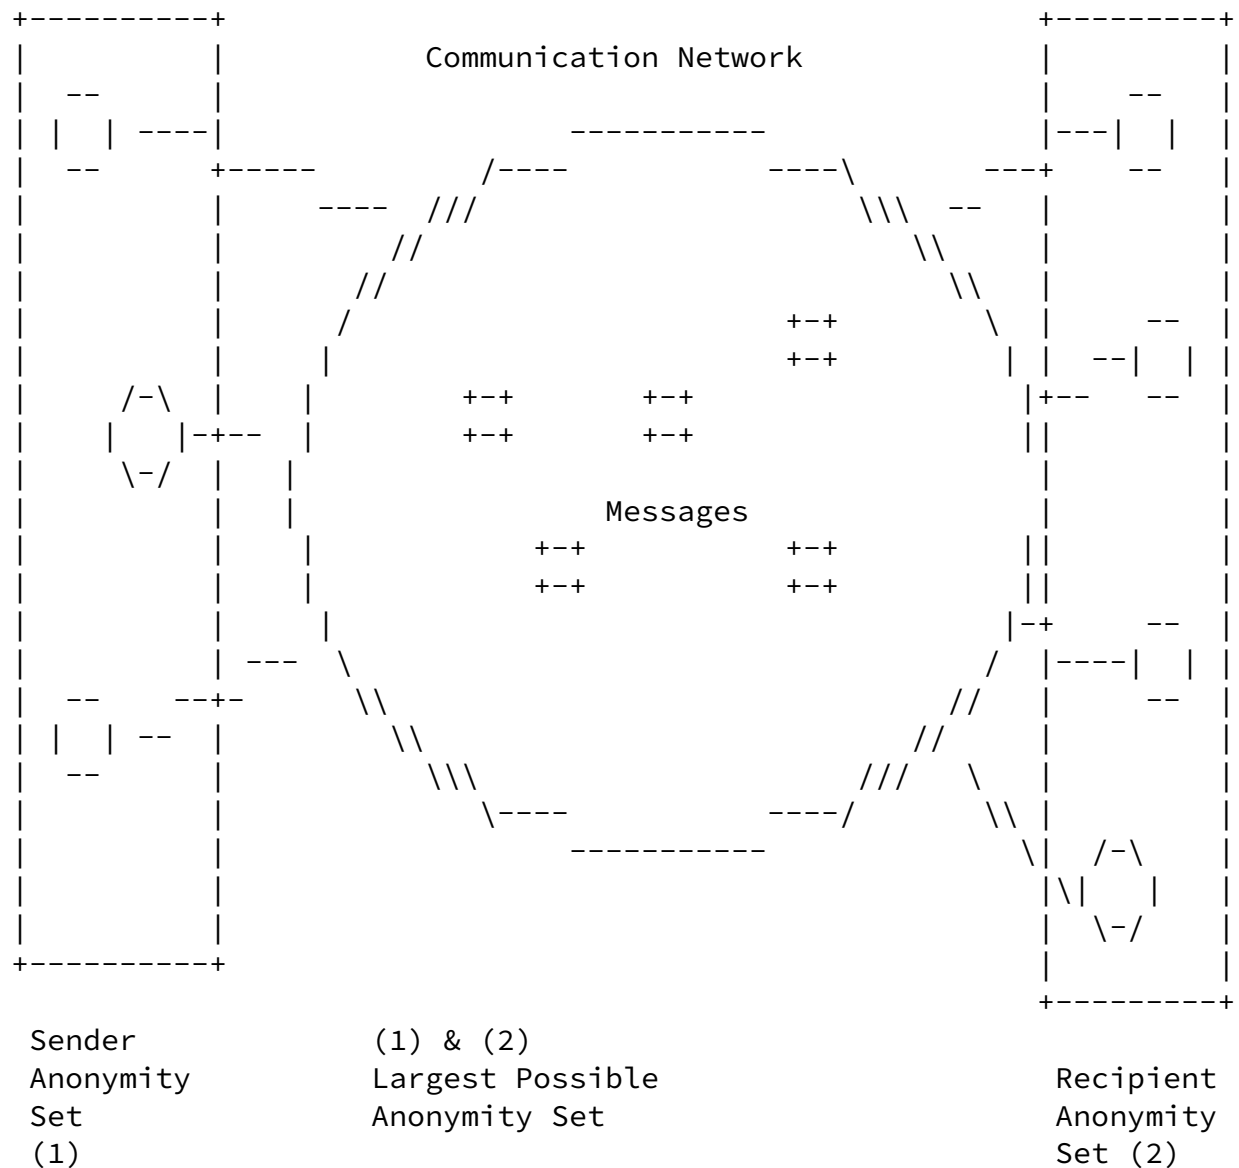 Communication Network
Messages
Sender
Anonymity
Set
(1)
(1) & (2)
Largest Possible
Anonymity Set
Recipient
Anonymity
Set (2)